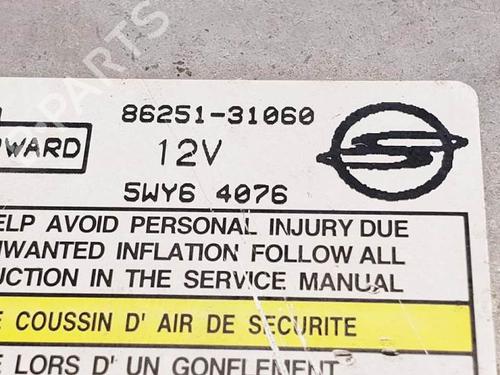 86251-31060
WARD
12V
5WY6 4076
ELP AVOID PERSONAL INJURY DUE
NWANTED INFLATION FOLLOW ALL
UCTION IN THE SERVICE MANUAL
E COUSSIN D' AIR DE SECURITE
E LORS D' UN GONFLEMENT